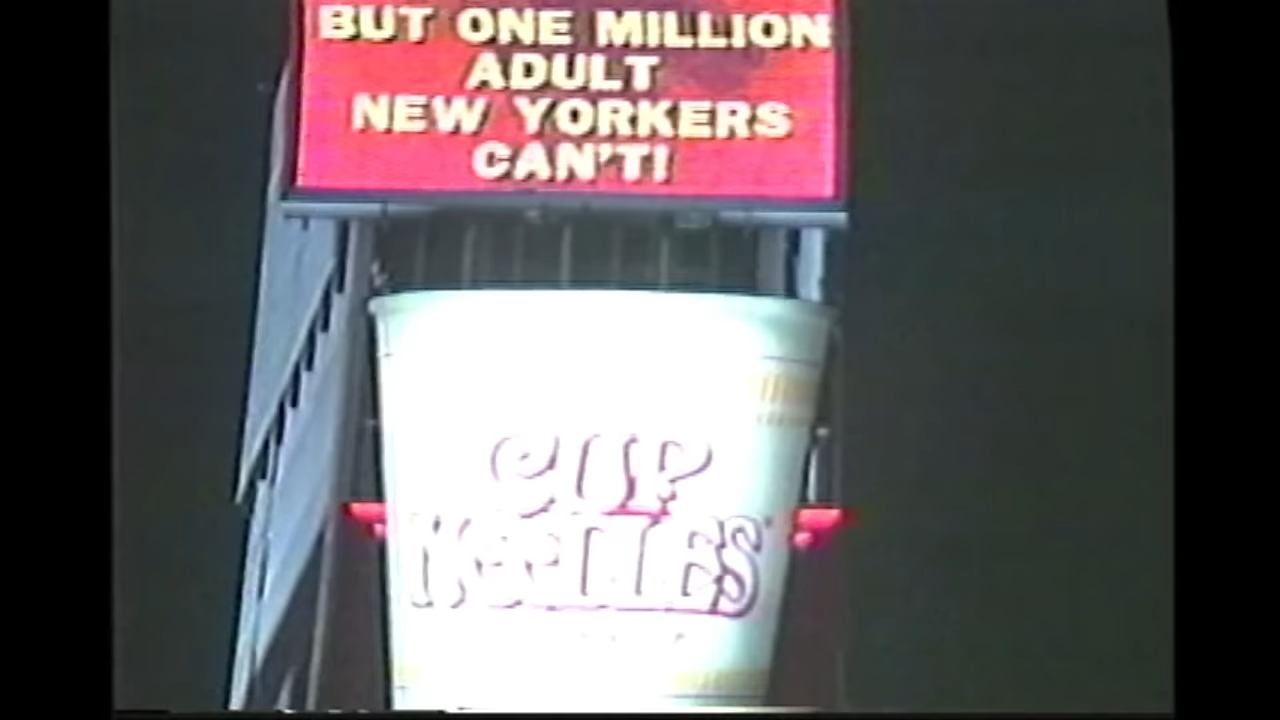 BUT ONE MILLION
ADULT
NEW YORKERS
CAN'T!
CUP
NOODLES